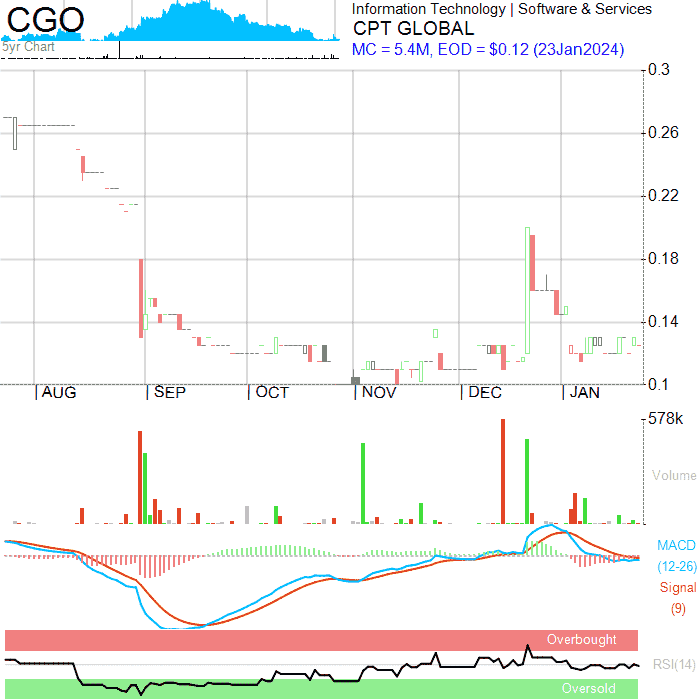 CGO
5yr Chart
Information Technology | Software & Services
CPT GLOBAL
MC = 5.4M, EOD = $0.12 (23Jan2024)
0.3
0.26
0.22
0.18
0.14
0.1
AUG SEP OCT NOV DEC JAN
578k
Volume
MACD
(12-26)
Signal
(9)
Overbought
RSI(14)
Oversold